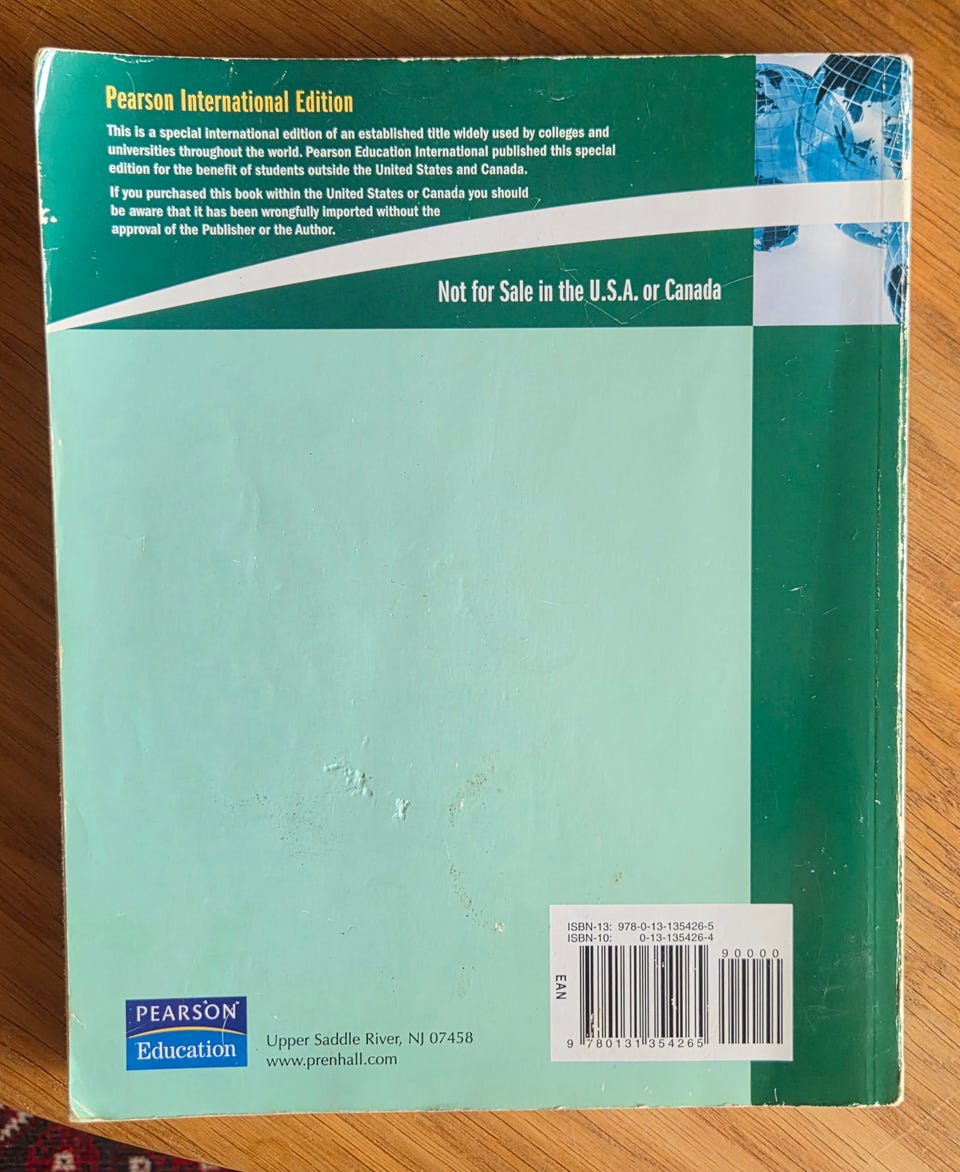 Pearson International Edition
This is a special international edition of an established title widely used by colleges and
universities throughout the world. Pearson Education International published this special
edition for the benefit of students outside the United States and Canada.
If you purchased this book within the United States or Canada you should
be aware that it has been wrongfully imported without the
approval of the Publisher or the Author.
Not for Sale in the U.S.A. or Canada
ISBN-13: 978-0-13-135426-5
ISBN-10: 0-13-135426-4
90000
EAN
9 780131 354265
PEARSON
Education
Upper Saddle River, NJ 07458
www.prenhall.com